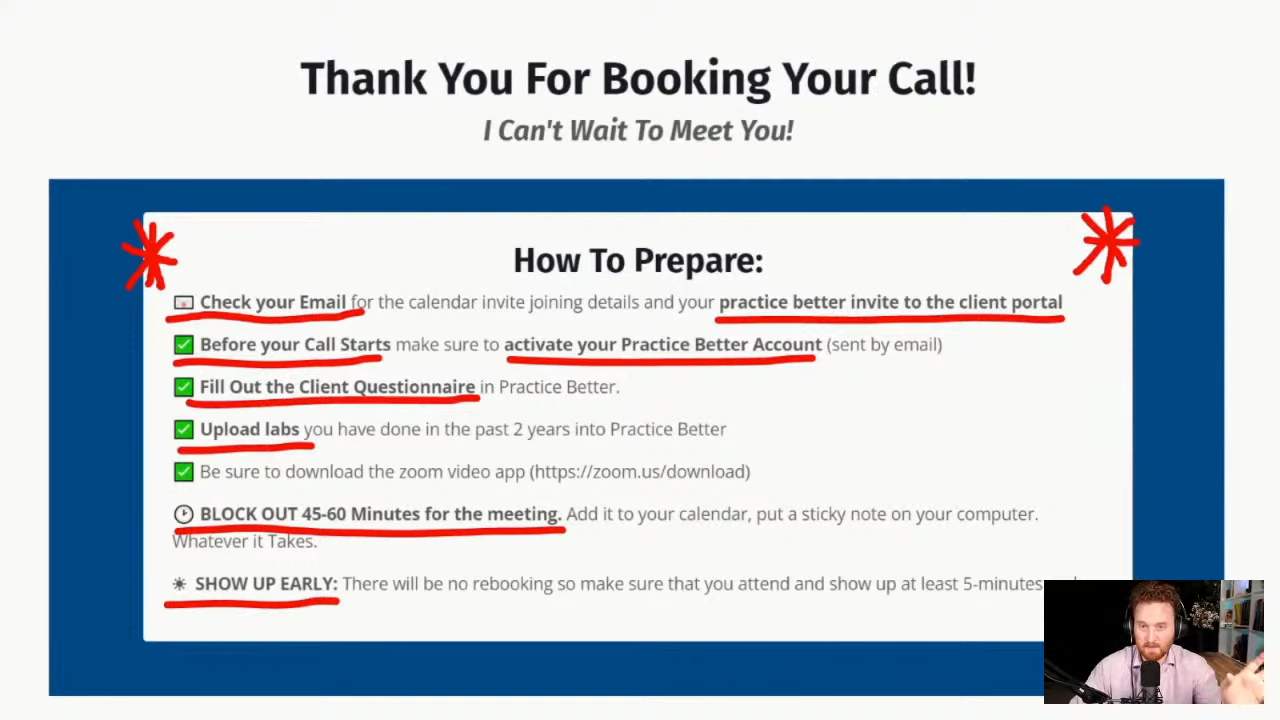 Thank You For Booking Your Call!
I Can't Wait To Meet You!
How To Prepare:
Check your Email for the calendar invite joining details and your practice better invite to the client portal
Before your Call Starts make sure to activate your Practice Better Account (sent by email)
Fill Out the Client Questionnaire in Practice Better.
Upload labs you have done in the past 2 years into Practice Better
Be sure to download the zoom video app (https://zoom.us/download)
BLOCK OUT 45-60 Minutes for the meeting. Add it to your calendar, put a sticky note on your computer.
Whatever it Takes.
SHOW UP EARLY: There will be no rebooking so make sure that you attend and show up at least 5-minutes